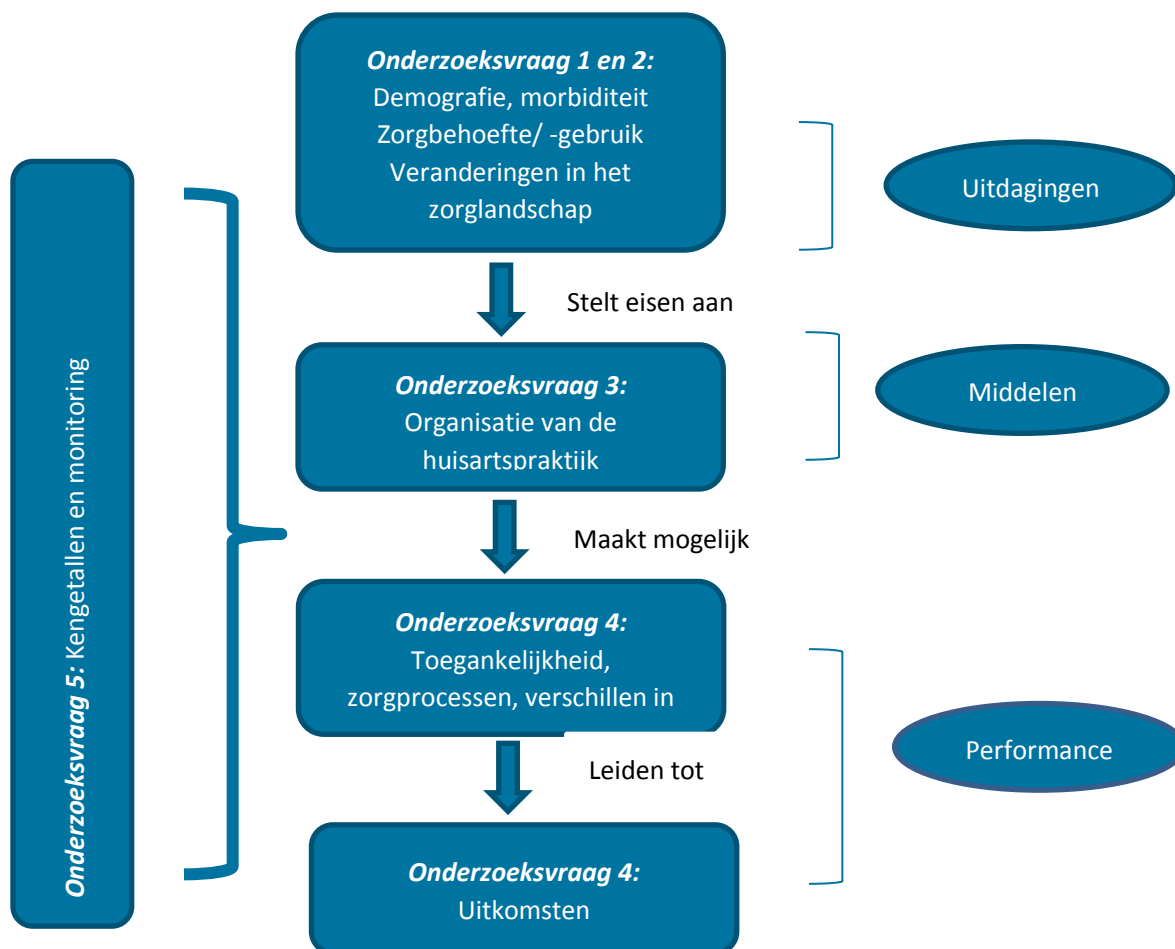 Onderzoeksvraag 1 en 2:
Demografie, morbiditeit
Zorgbehoefte/ -gebruik
Veranderingen in het
zorglandschap
Uitdagingen
Stelt eisen aan
Onderzoeksvraag 3:
Organisatie van de
huisartspraktijk
Middelen
Maakt mogelijk
Onderzoeksvraag 4:
Toegankelijkheid,
zorgprocessen, verschillen in
Performance
Leiden tot
Onderzoeksvraag 4:
Uitkomsten
Onderzoeksvraag 5: Kengetallen en monitoring